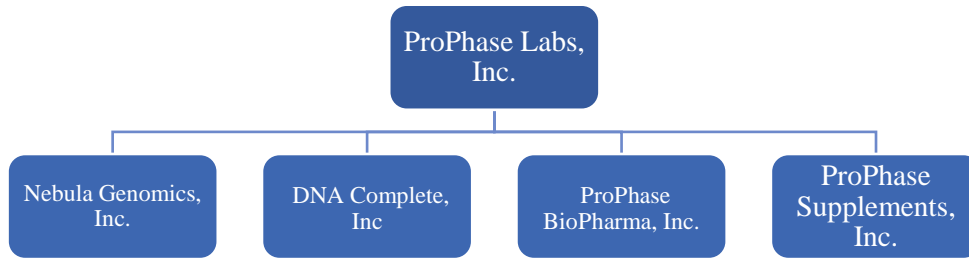 ProPhase Labs,
Inc.
Nebula Genomics,
Inc.
DNA Complete,
Inc
ProPhase
BioPharma, Inc.
ProPhase
Supplements,
Inc.